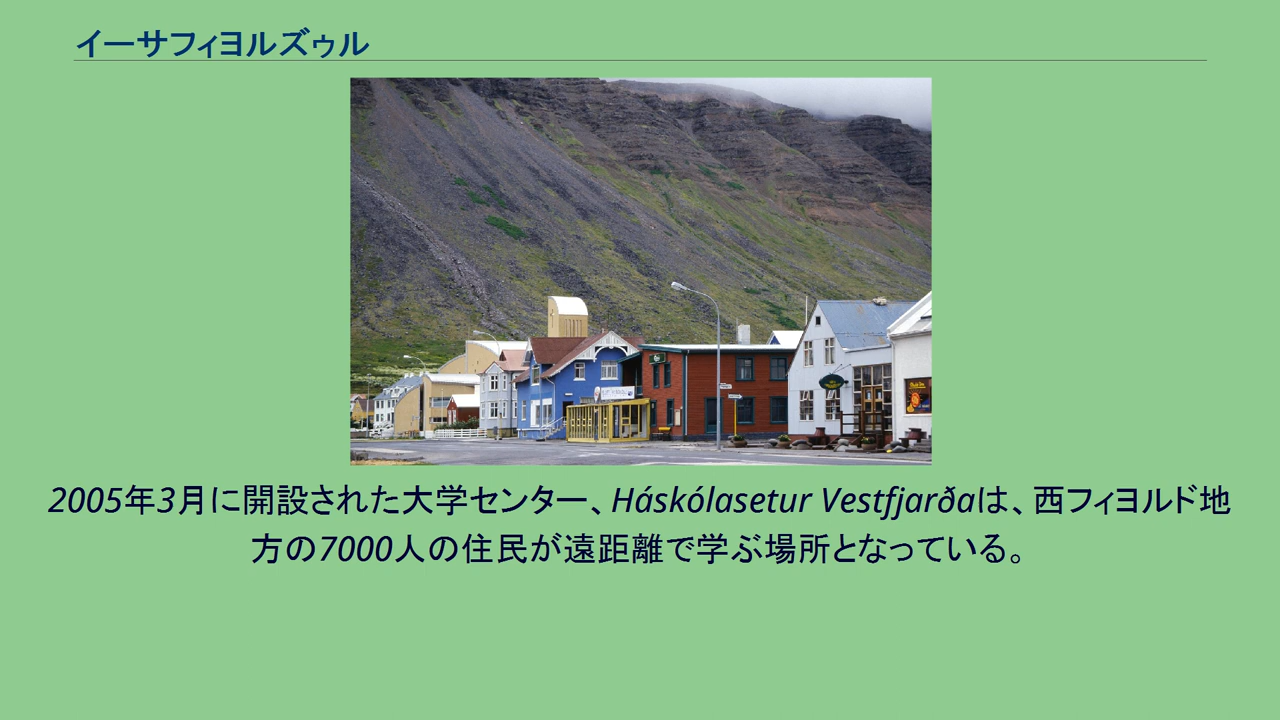 イーサフィヨルズゥル
2005年3月に開設された大学センター、Háskólasetur Vestfjarðaは、西フィヨルド地
方の7000人の住民が遠距離で学ぶ場所となっている。